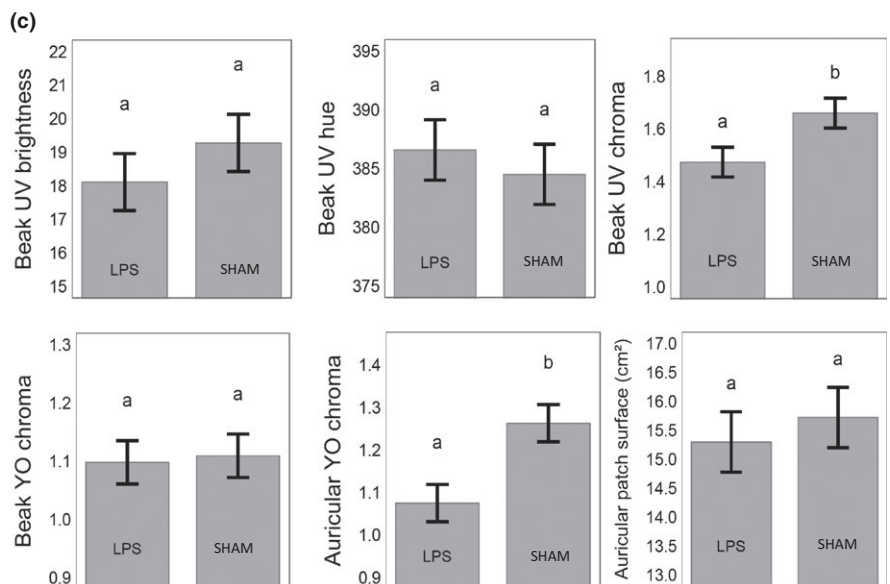 (c)
Beak UV brightness
22
21
20
19
18
17
16
15
a
a
LPS
SHAM
Beak UV hue
395
390
385
380
375
a
a
LPS
SHAM
Beak UV chroma
1.8
1.6
1.4
1.2
1.0
a
b
LPS
SHAM
Beak YO chroma
1.3
1.2
1.1
1.0
0.9
a
a
LPS
SHAM
Auricular YO chroma
1.4
1.3
1.2
1.1
1.0
0.9
a
b
LPS
SHAM
Auricular patch surface (cm²)
17.0
16.5
16.0
15.5
15.0
14.5
14.0
13.5
13.0
a
a
LPS
SHAM